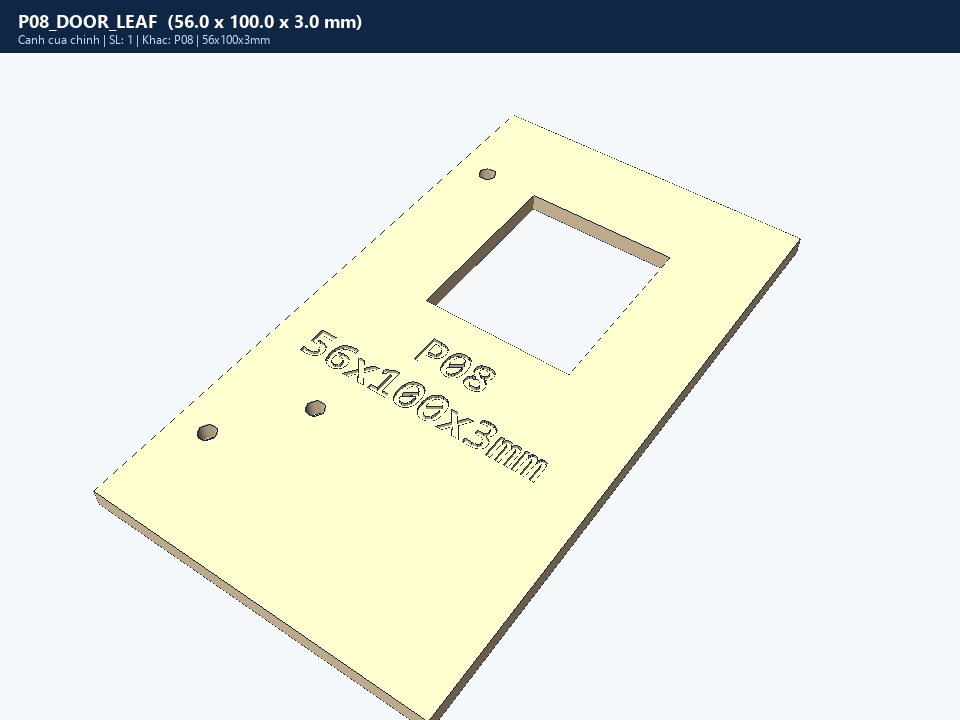 P08_DOOR_LEAF (56.0 x 100.0 x 3.0 mm)
Canh cua chinh | SL: 1 | Khac: P08 | 56x100x3mm
P08
56x100x3mm